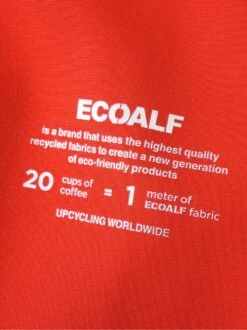 ECOALF
is a brand that uses the highest quality
recycled fabrics to create a new generation
of eco-friendly products
20 cups of coffee = 1 meter of ECOALF fabric
UPCYCLING WORLDWIDE